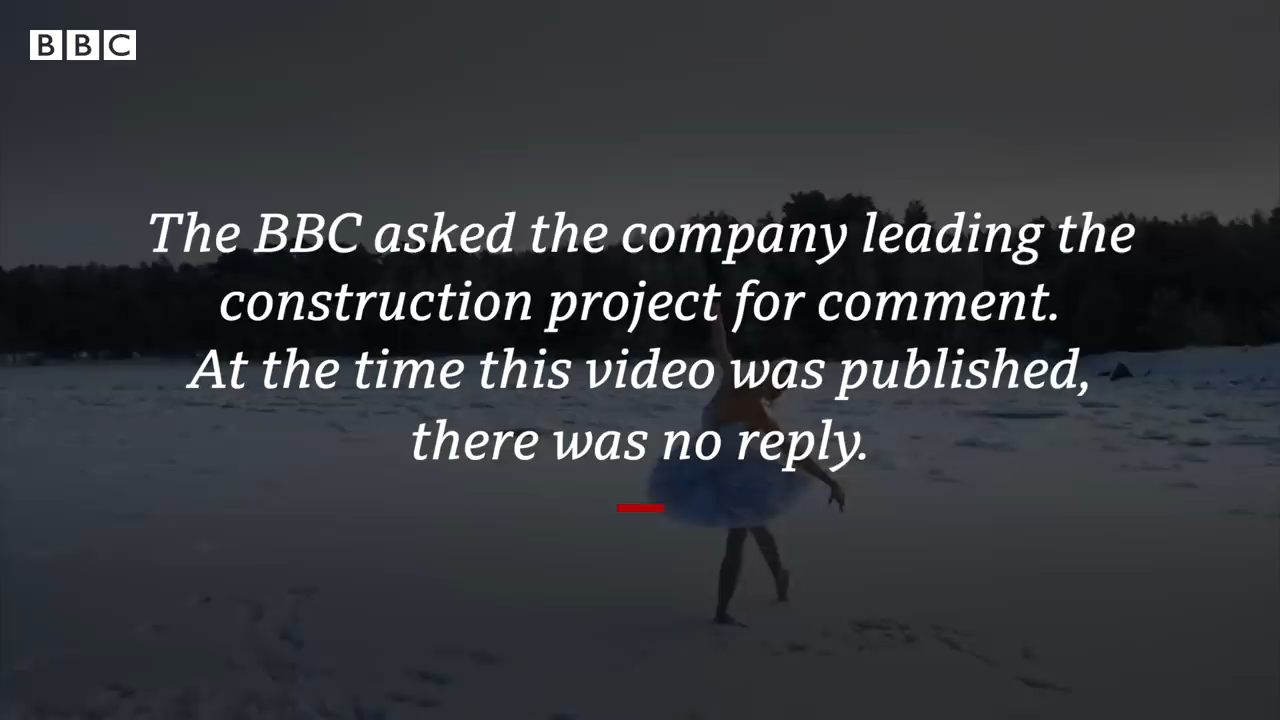 BBC
The BBC asked the company leading the
construction project for comment.
At the time this video was published,
there was no reply.